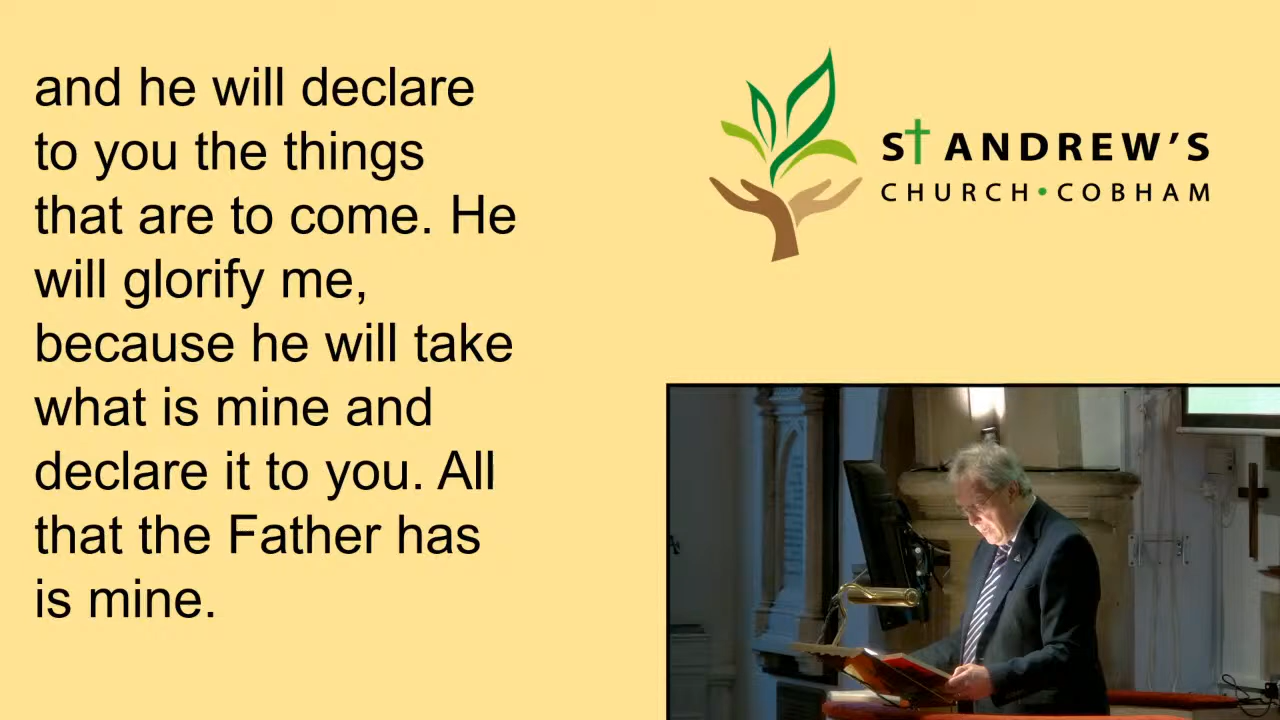 and he will declare
to you the things
that are to come. He
will glorify me,
because he will take
what is mine and
declare it to you. All
that the Father has
is mine.
St ANDREW'S
CHURCH • COBHAM